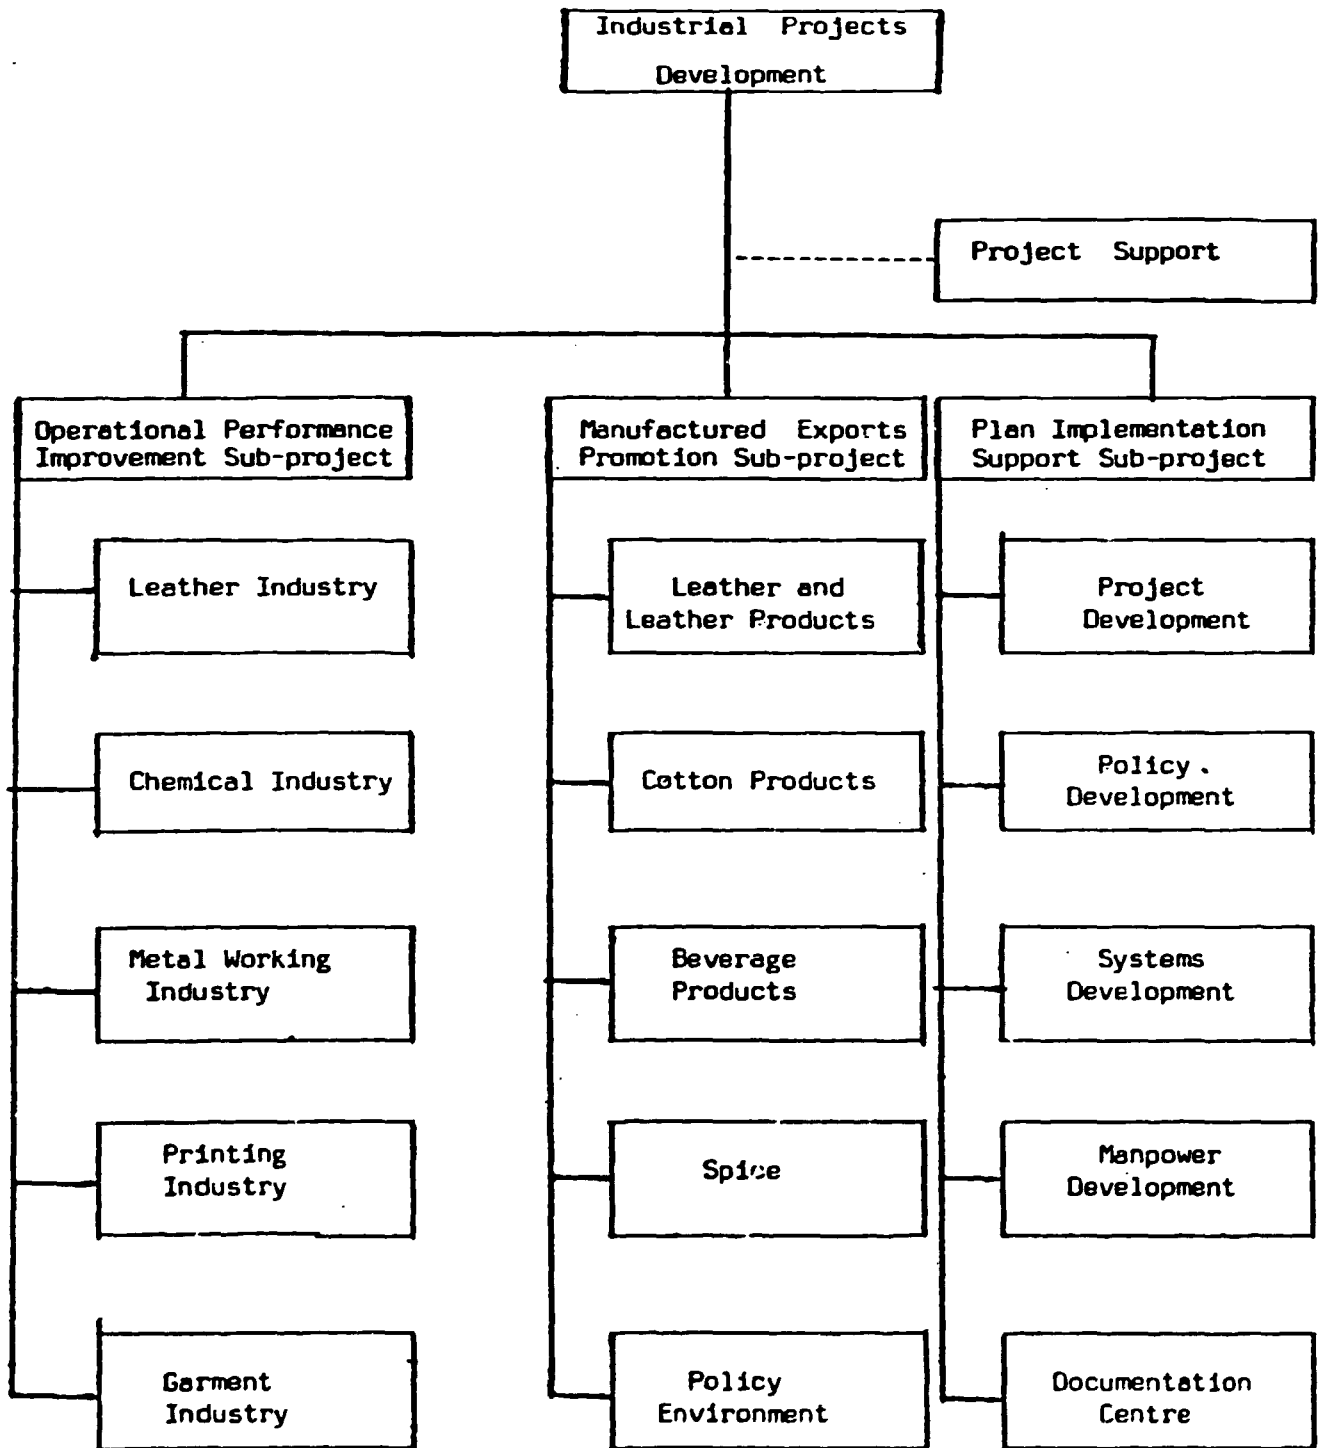 Industrial Projects
Development
Project Support
Operational Performance
Improvement Sub-project
Leather Industry
Chemical Industry
Metal Working
Industry
Printing
Industry
Garment
Industry
Manufactured Exports
Promotion Sub-project
Leather and
Leather Products
Cotton Products
Beverage
Products
Spice
Policy
Environment
Plan Implementation
Support Sub-project
Project
Development
Policy.
Development
Systems
Development
Manpower
Development
Documentation
Centre